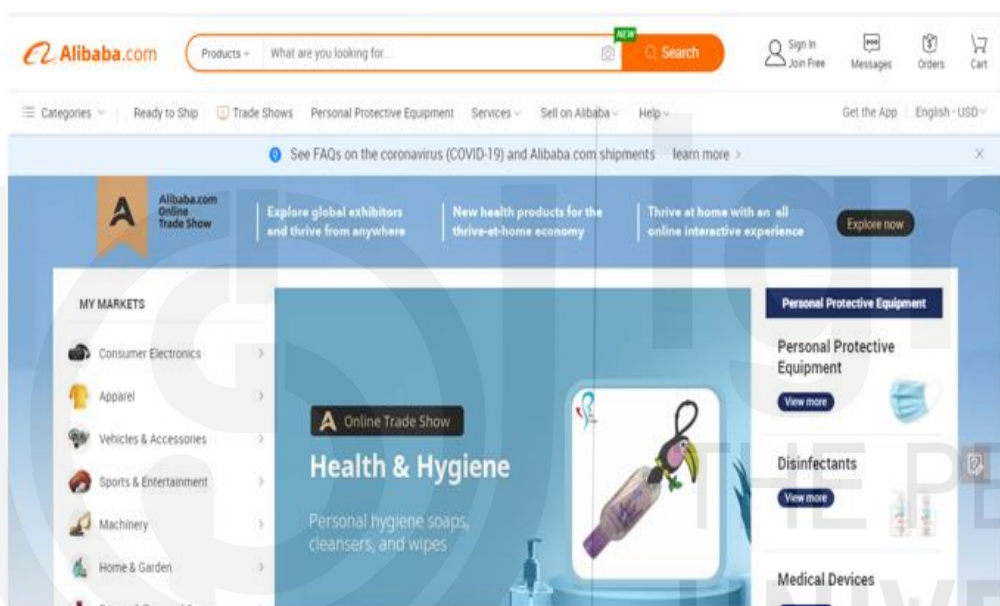 Alibaba.com
Products
What are you looking for...
NEW
Search
Sign In
Join Free
Messages
Orders
Cart
Categories
Ready to Ship
Trade Shows
Personal Protective Equipment
Services
Sell on Alibaba
Help
Get the App
English - USD
See FAQs on the coronavirus (COVID-19) and Alibaba.com shipments learn more >
Alibaba.com
Online
Trade Show
Explore global exhibitors
and thrive from anywhere
New health products for the
thrive-at-home economy
Thrive at home with an all
online interactive experience
Explore now
MY MARKETS
Consumer Electronics
Apparel
Vehicles & Accessories
Sports & Entertainment
Machinery
Home & Garden
A Online Trade Show
Health & Hygiene
Personal hygiene soaps,
cleansers, and wipes
Personal Protective Equipment
Personal Protective
Equipment
View more
Disinfectants
View more
Medical Devices
ign
THE PE
UNIVE